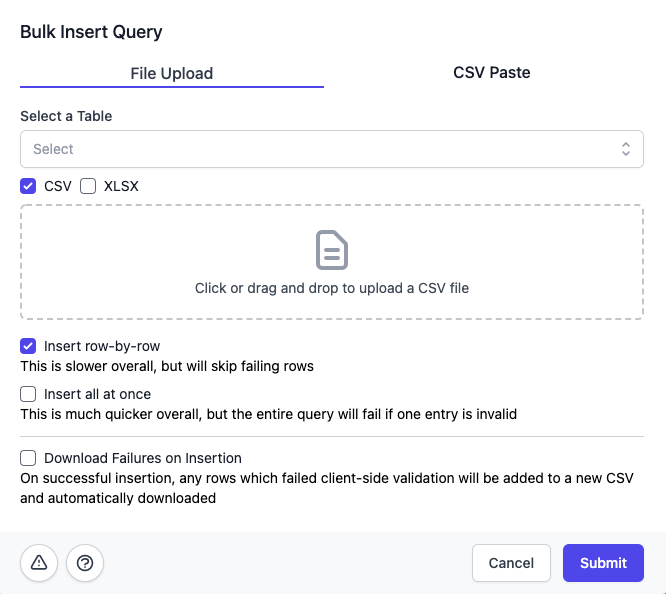 Bulk Insert Query
File Upload
CSV Paste
Select a Table
Select
CSV
XLSX
Click or drag and drop to upload a CSV file
Insert row-by-row
This is slower overall, but will skip failing rows
Insert all at once
This is much quicker overall, but the entire query will fail if one entry is invalid
Download Failures on Insertion
On successful insertion, any rows which failed client-side validation will be added to a new CSV
and automatically downloaded
Cancel
Submit